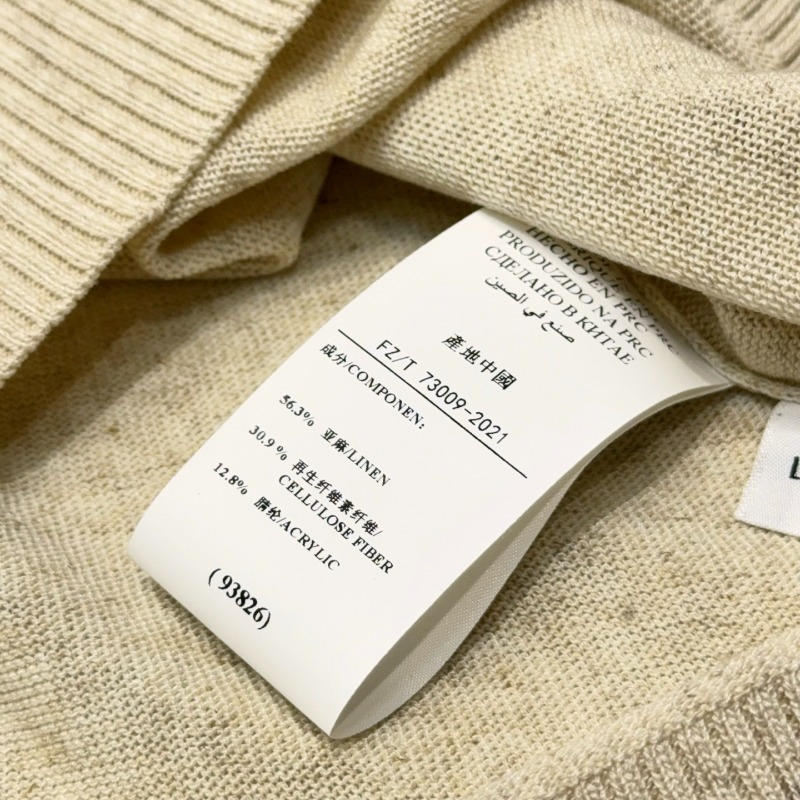 HECHO EN
PRODUZIDO NA PRC
СДЕЛАНО В КИТАЕ
صنع في الصين
產地中國
FZ/T 73009-2021
成分/COMPONEN:
56.3% 亚麻/LINEN
30.9% 再生纤维素纤维/
CELLULOSE FIBER
12.8% 腈纶/ACRYLIC
(93826)